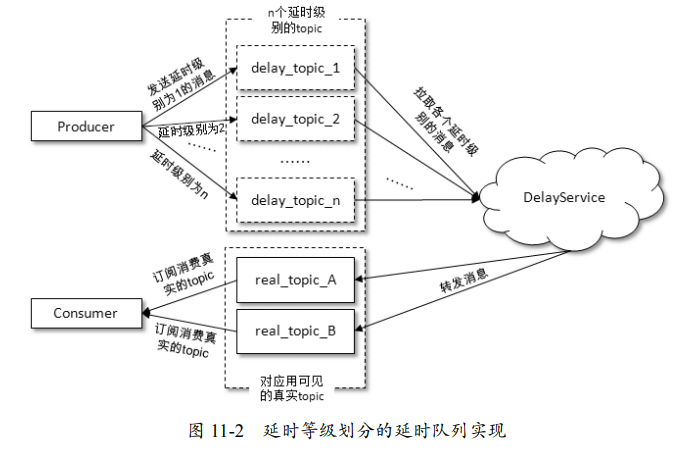 n个延时级
别的topic
发送延时级
别为1的消息
delay_topic_1
拉取各个延时级
别的消息
Producer
延时级别为2
delay_topic_2
······
······
延时级别为n
delay_topic_n
······
DelayService
订阅消费真
实的topic
real_topic_A
转发消息
Consumer
real_topic_B
订阅消费真
实的topic
对应用可见
的真实topic
图 11-2 延时等级划分的延时队列实现